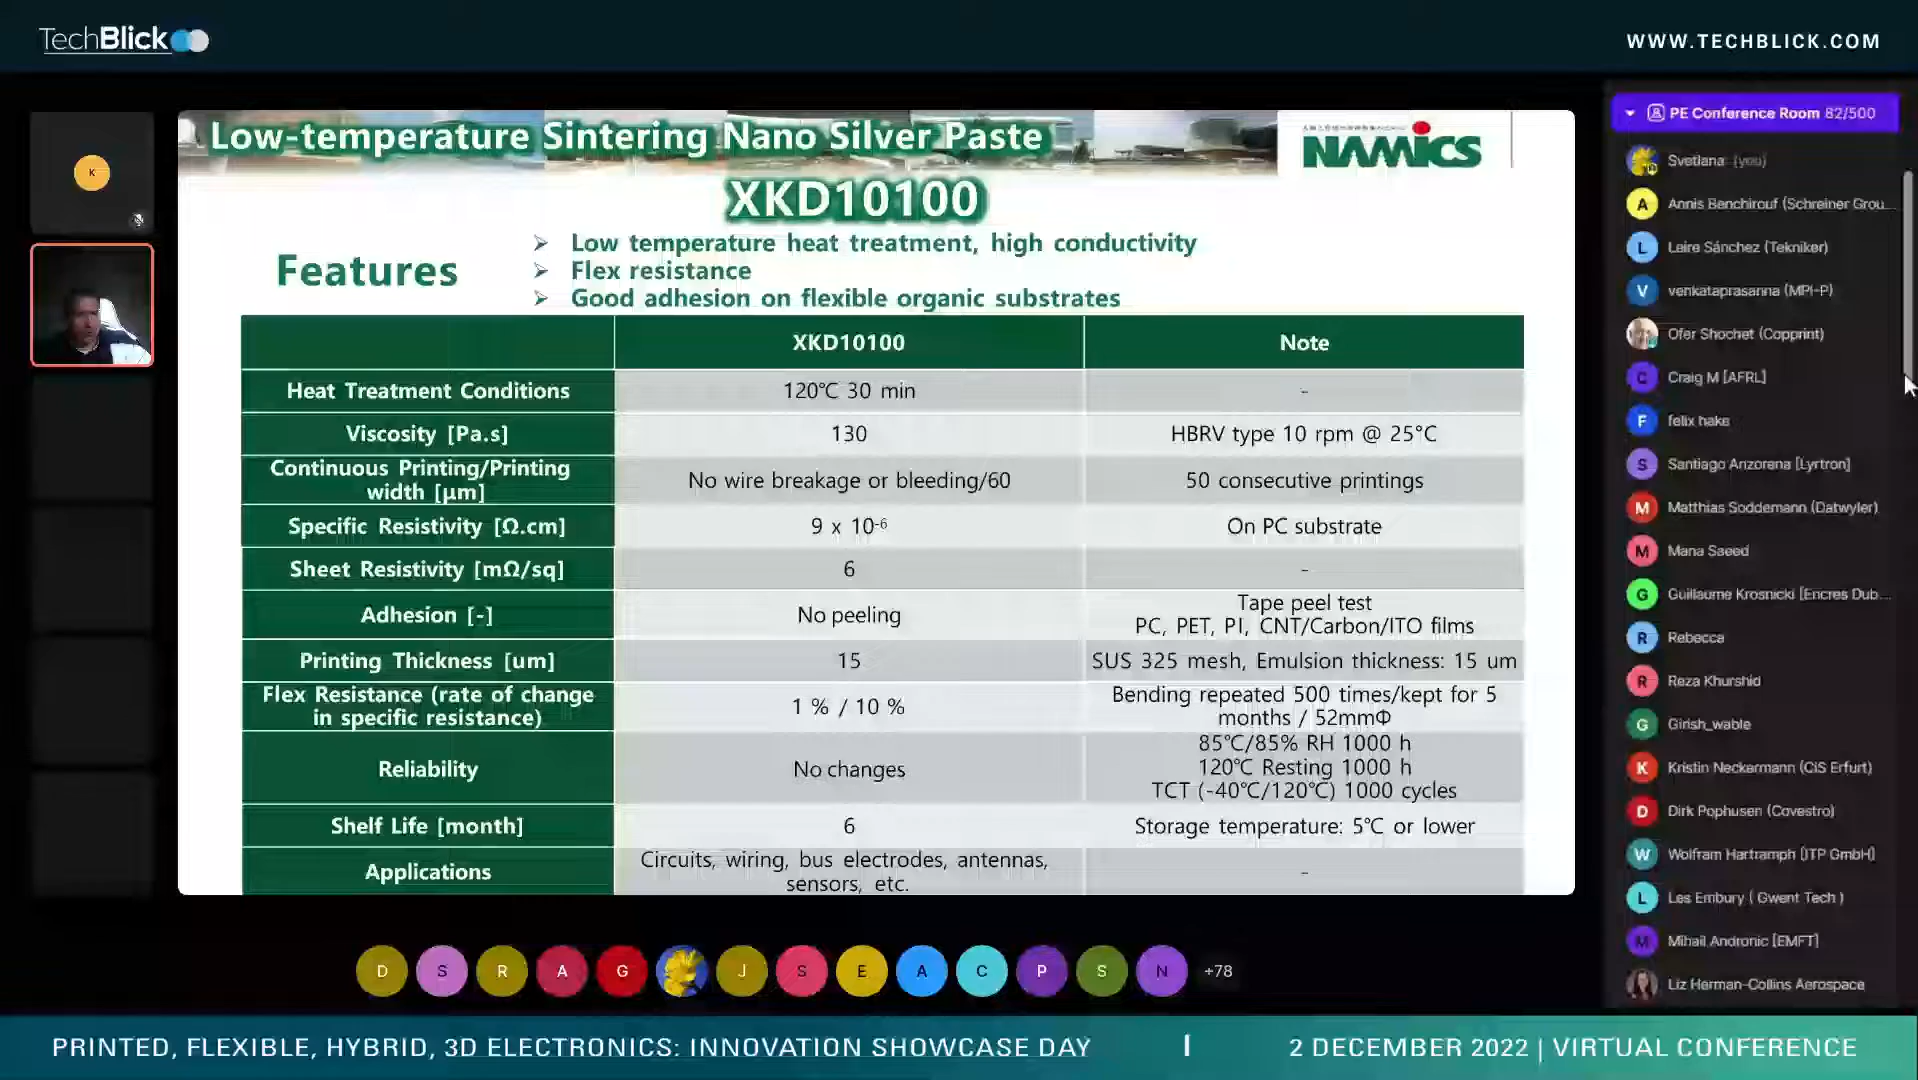 TechBlick
WWW.TECHBLICK.COM
K
Low-temperature Sintering Nano Silver Paste
NAMICS
XKD10100
Features
➢ Low temperature heat treatment, high conductivity
➢ Flex resistance
➢ Good adhesion on flexible organic substrates
XKD10100 Note
Heat Treatment Conditions 120℃ 30 min -
Viscosity [Pa.s] 130 HBRV type 10 rpm @ 25°C
Continuous Printing/Printing
width [μm] No wire breakage or bleeding/60 50 consecutive printings
Specific Resistivity [Ω.cm] 9 x 10⁻⁶ On PC substrate
Sheet Resistivity [mΩ/sq] 6 -
Adhesion [-] No peeling Tape peel test
PC, PET, PI, CNT/Carbon/ITO films
Printing Thickness [um] 15 SUS 325 mesh, Emulsion thickness: 15 um
Flex Resistance (rate of change
in specific resistance) 1 % / 10 % Bending repeated 500 times/kept for 5
months / 52mmΦ
Reliability No changes 85℃/85% RH 1000 h
120℃ Resting 1000 h
TCT (-40℃/120℃) 1000 cycles
Shelf Life [month] 6 Storage temperature: 5℃ or lower
Applications Circuits, wiring, bus electrodes, antennas,
sensors, etc. -
PE Conference Room 82/500
Svetlana (you)
A Annis Benchirouf (Schreiner Grou...
L Leire Sánchez (Tekniker)
V venkataprasanna (MPI-P)
Ofer Shochet (Copprint)
C Craig M [AFRL]
F felix hake
S Santiago Anzorena [Lyrtron]
M Matthias Soddemann (Datwyler)
M Mana Saeed
G Guillaume Krosnicki [Encres Dub...
R Rebecca
R Reza Khurshid
G Girish_wable
K Kristin Neckermann (CiS Erfurt)
D Dirk Pophusen (Covestro)
W Wolfram Hartramph [ITP GmbH]
L Les Embury ( Gwent Tech )
M Mihail Andronic [EMFT]
Liz Herman-Collins Aerospace
D S R A G J S E A C P S N +78
PRINTED, FLEXIBLE, HYBRID, 3D ELECTRONICS: INNOVATION SHOWCASE DAY | 2 DECEMBER 2022 | VIRTUAL CONFERENCE